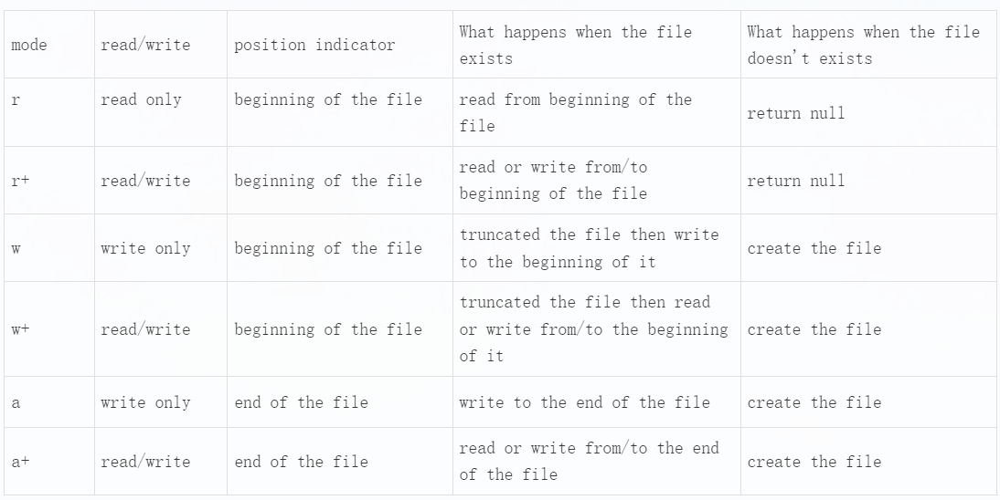 mode
read/write
position indicator
What happens when the file
exists
What happens when the file
doesn't exists
r
read only
beginning of the file
read from beginning of the
file
return null
r+
read/write
beginning of the file
read or write from/to
beginning of the file
return null
w
write only
beginning of the file
truncated the file then write
to the beginning of it
create the file
w+
read/write
beginning of the file
truncated the file then read
or write from/to the beginning
of it
create the file
a
write only
end of the file
write to the end of the file
create the file
a+
read/write
end of the file
read or write from/to the end
of the file
create the file